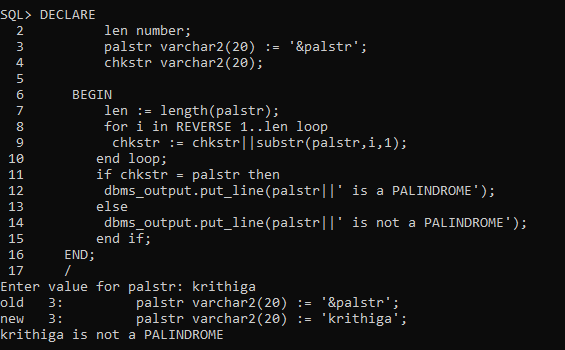 SQL> DECLARE
  2          len number;
  3          palstr varchar2(20) := '&palstr';
  4          chkstr varchar2(20);
  5
  6      BEGIN
  7          len := length(palstr);
  8          for i in REVERSE 1..len loop
  9           chkstr := chkstr||substr(palstr,i,1);
 10         end loop;
 11         if chkstr = palstr then
 12          dbms_output.put_line(palstr||' is a PALINDROME');
 13         else
 14          dbms_output.put_line(palstr||' is not a PALINDROME');
 15         end if;
 16     END;
 17     /
Enter value for palstr: krithiga
old   3:         palstr varchar2(20) := '&palstr';
new   3:         palstr varchar2(20) := 'krithiga';
krithiga is not a PALINDROME